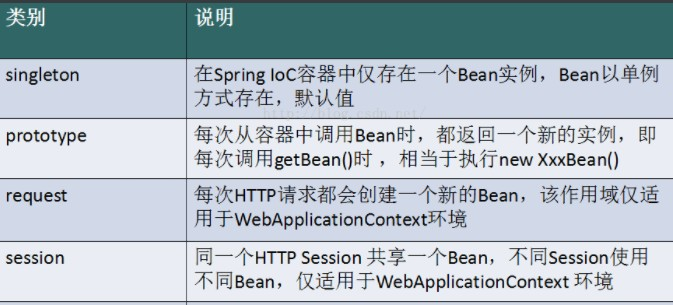 类别
说明
singleton
在Spring IoC容器中仅存在一个Bean实例，Bean以单例
方式存在，默认值
http://blog.csdn.net/
prototype
每次从容器中调用Bean时，都返回一个新的实例，即
每次调用getBean()时 ，相当于执行new XxxBean()
request
每次HTTP请求都会创建一个新的Bean，该作用域仅适
用于WebApplicationContext环境
session
同一个HTTP Session 共享一个Bean，不同Session使用
不同Bean，仅适用于WebApplicationContext 环境